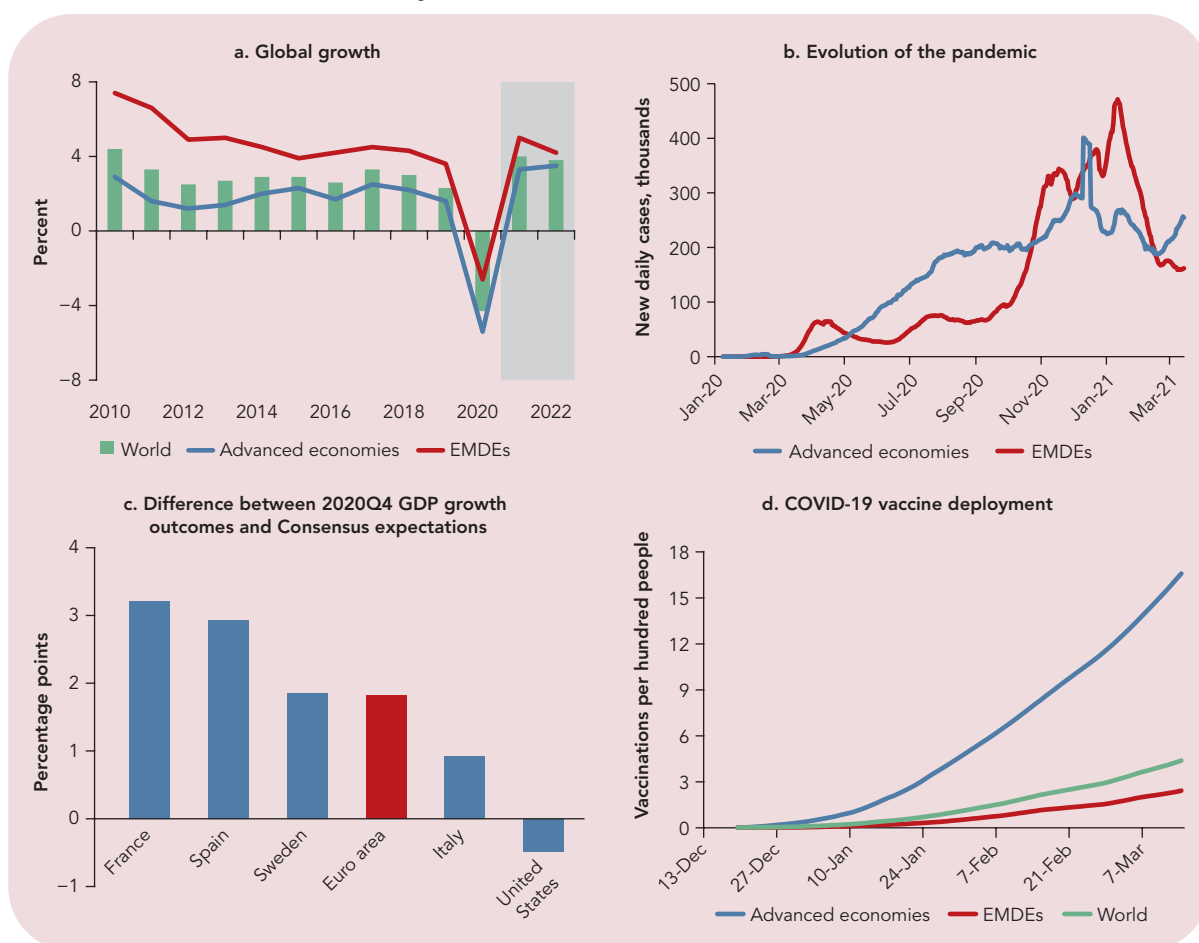 a. Global growth
Percent
8
4
0
−4
−8
2010 2012 2014 2016 2018 2020 2022
World Advanced economies EMDEs
b. Evolution of the pandemic
New daily cases, thousands
500
400
300
200
100
0
Jan-20 Mar-20 May-20 Jul-20 Sep-20 Nov-20 Jan-21 Mar-21
Advanced economies EMDEs
c. Difference between 2020Q4 GDP growth
outcomes and Consensus expectations
Percentage points
4
3
2
1
0
−1
France Spain Sweden Euro area Italy United
States
d. COVID-19 vaccine deployment
Vaccinations per hundred people
18
15
12
9
6
3
0
13-Dec 27-Dec 10-Jan 24-Jan 7-Feb 21-Feb 7-Mar
Advanced economies EMDEs World